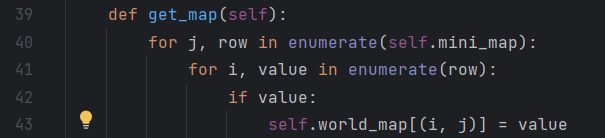 39 def get_map(self):
40 for j, row in enumerate(self.mini_map):
41 for i, value in enumerate(row):
42 if value:
43 self.world_map[(i, j)] = value